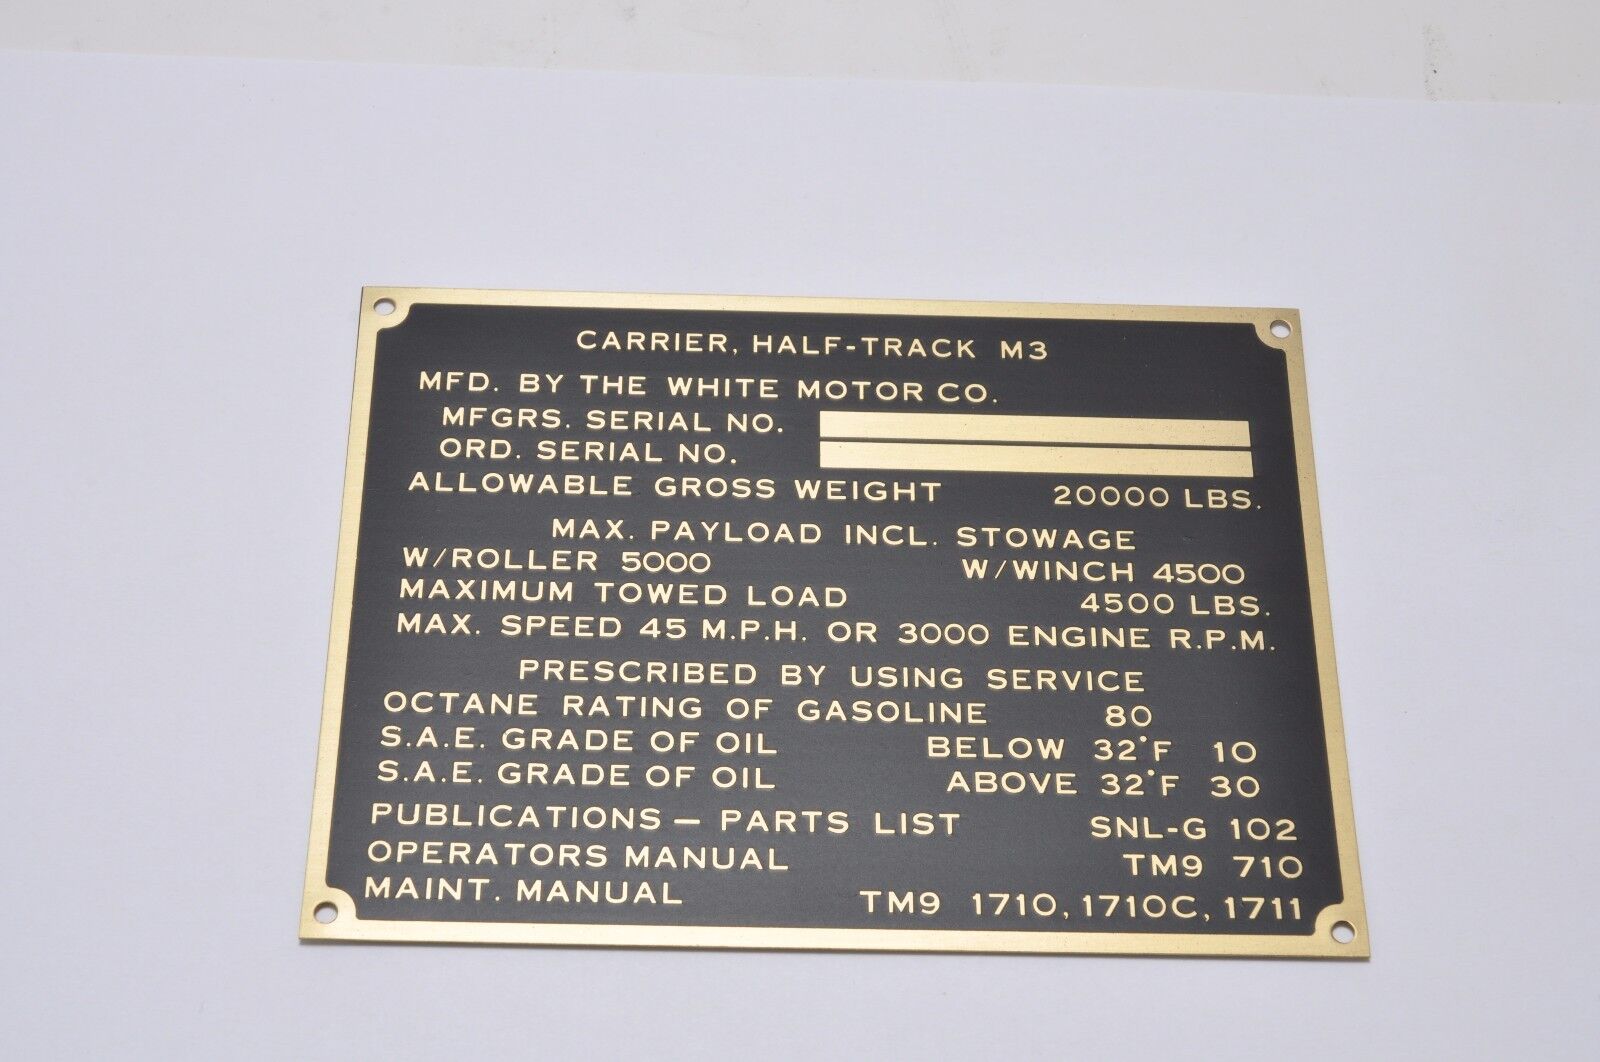 CARRIER, HALF-TRACK M3
MFD. BY THE WHITE MOTOR CO.
MFGRS. SERIAL NO.
ORD. SERIAL NO.
ALLOWABLE GROSS WEIGHT 20000 LBS.
MAX. PAYLOAD INCL. STOWAGE
W/ROLLER 5000 W/WINCH 4500
MAXIMUM TOWED LOAD 4500 LBS.
MAX. SPEED 45 M.P.H. OR 3000 ENGINE R.P.M.
PRESCRIBED BY USING SERVICE
OCTANE RATING OF GASOLINE 80
S.A.E. GRADE OF OIL BELOW 32°F 10
S.A.E. GRADE OF OIL ABOVE 32°F 30
PUBLICATIONS — PARTS LIST SNL-G 102
OPERATORS MANUAL TM9 710
MAINT. MANUAL TM9 1710, 1710C, 1711